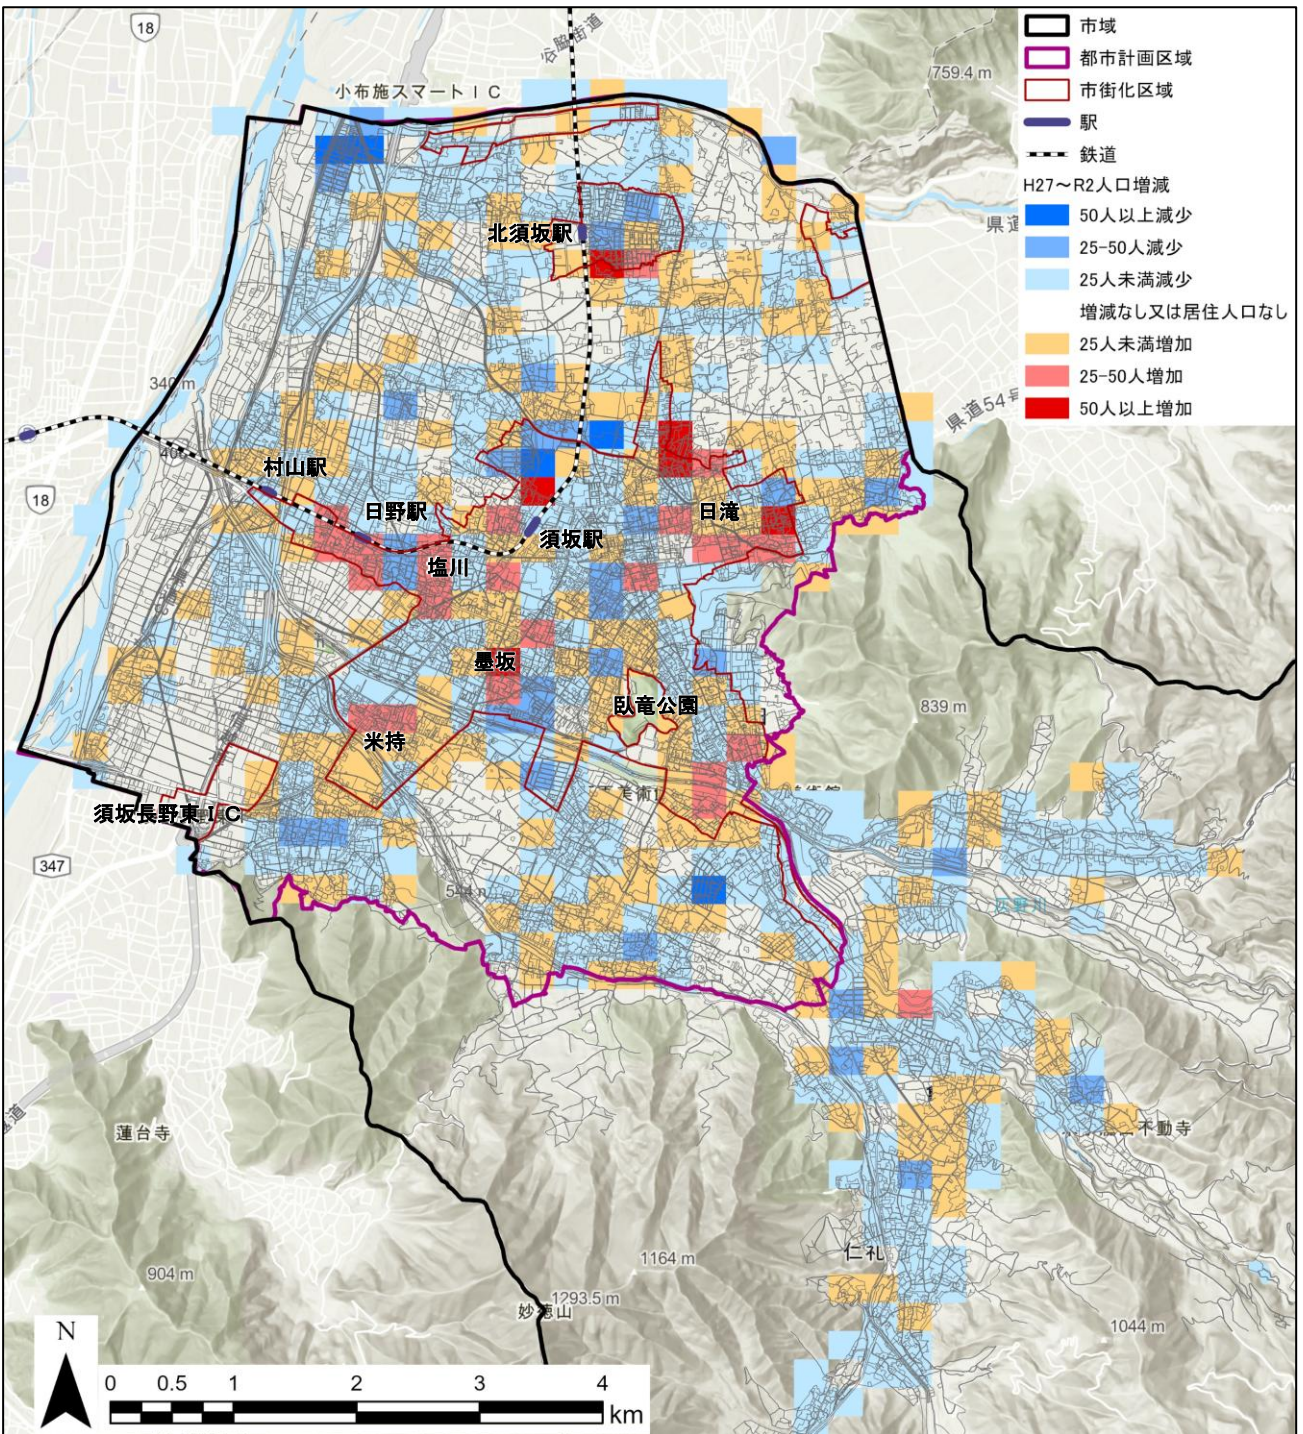 市域
都市計画区域
市街化区域
駅
鉄道
H27～R2人口増減
50人以上減少
25-50人減少
25人未満減少
増減なし又は居住人口なし
25人未満増加
25-50人増加
50人以上増加
18
谷脇街道
759.4 m
小布施スマートＩＣ
県道
北須坂駅
340 m
県道54号
村山駅
18
日野駅
日滝
須坂駅
塩川
墨坂
臥竜公園
839 m
米持
須坂長野東ＩＣ
347
544 m
蓮台寺
不動寺
仁礼
904 m
1164 m
1293.5 m
妙徳山
1044 m
N
0 0.5 1 2 3 4
km